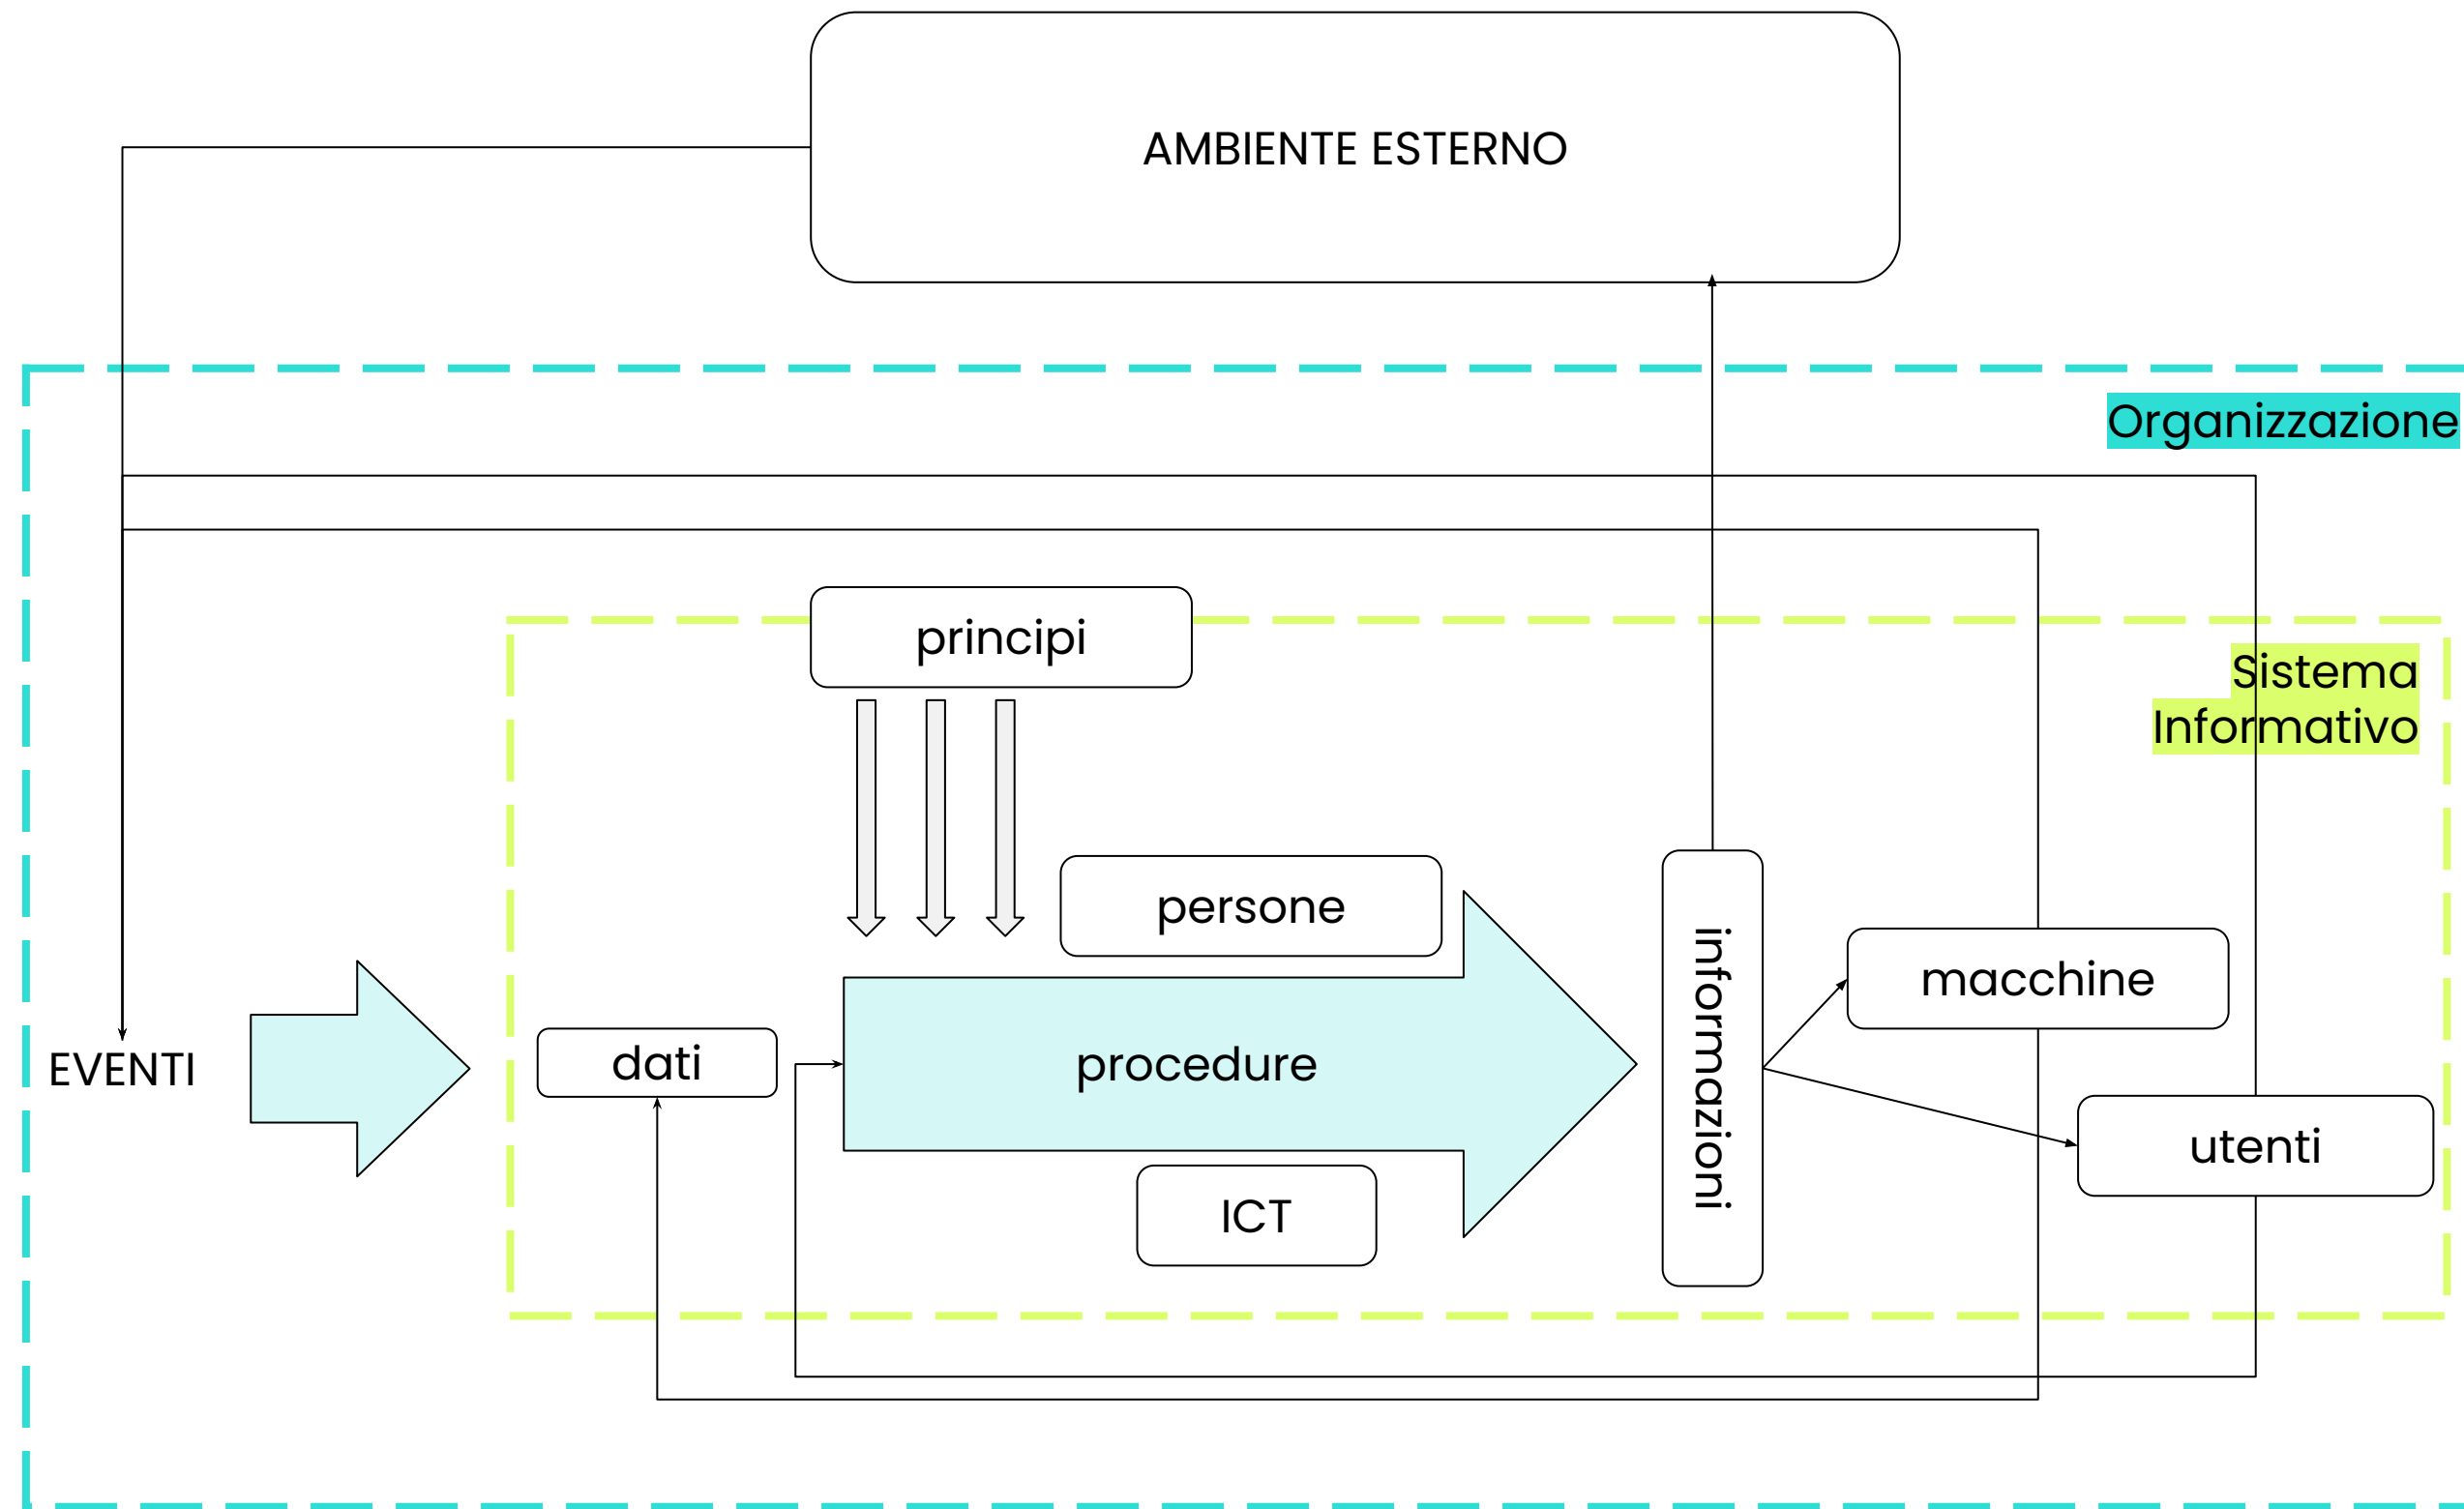 AMBIENTE ESTERNO
Organizzazione
principi
Sistema
Informativo
persone
informazioni
macchine
EVENTI
dati
procedure
utenti
ICT